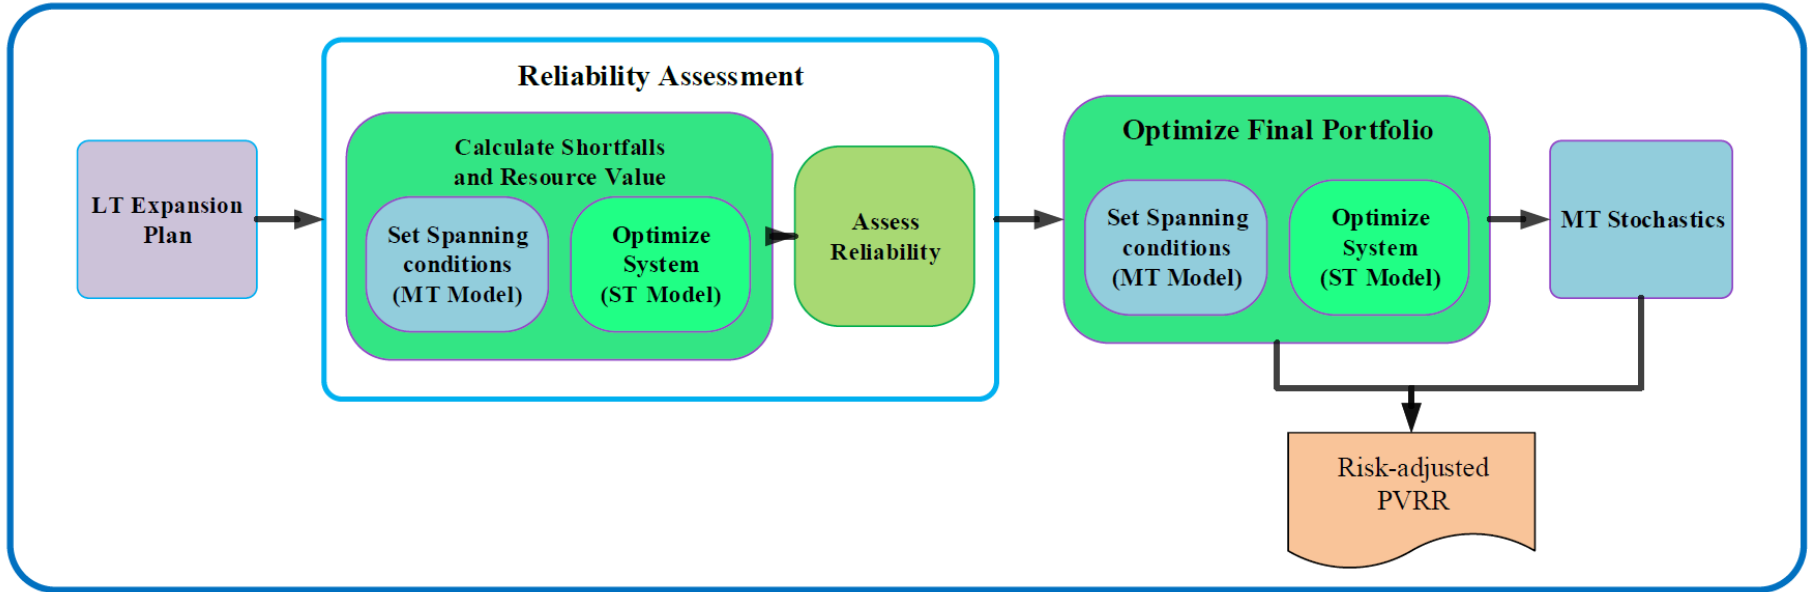 Reliability Assessment
LT Expansion
Plan
Calculate Shortfalls
and Resource Value
Set Spanning
conditions
(MT Model)
Optimize
System
(ST Model)
Assess
Reliability
Optimize Final Portfolio
Set Spanning
conditions
(MT Model)
Optimize
System
(ST Model)
MT Stochastics
Risk-adjusted
PVRR